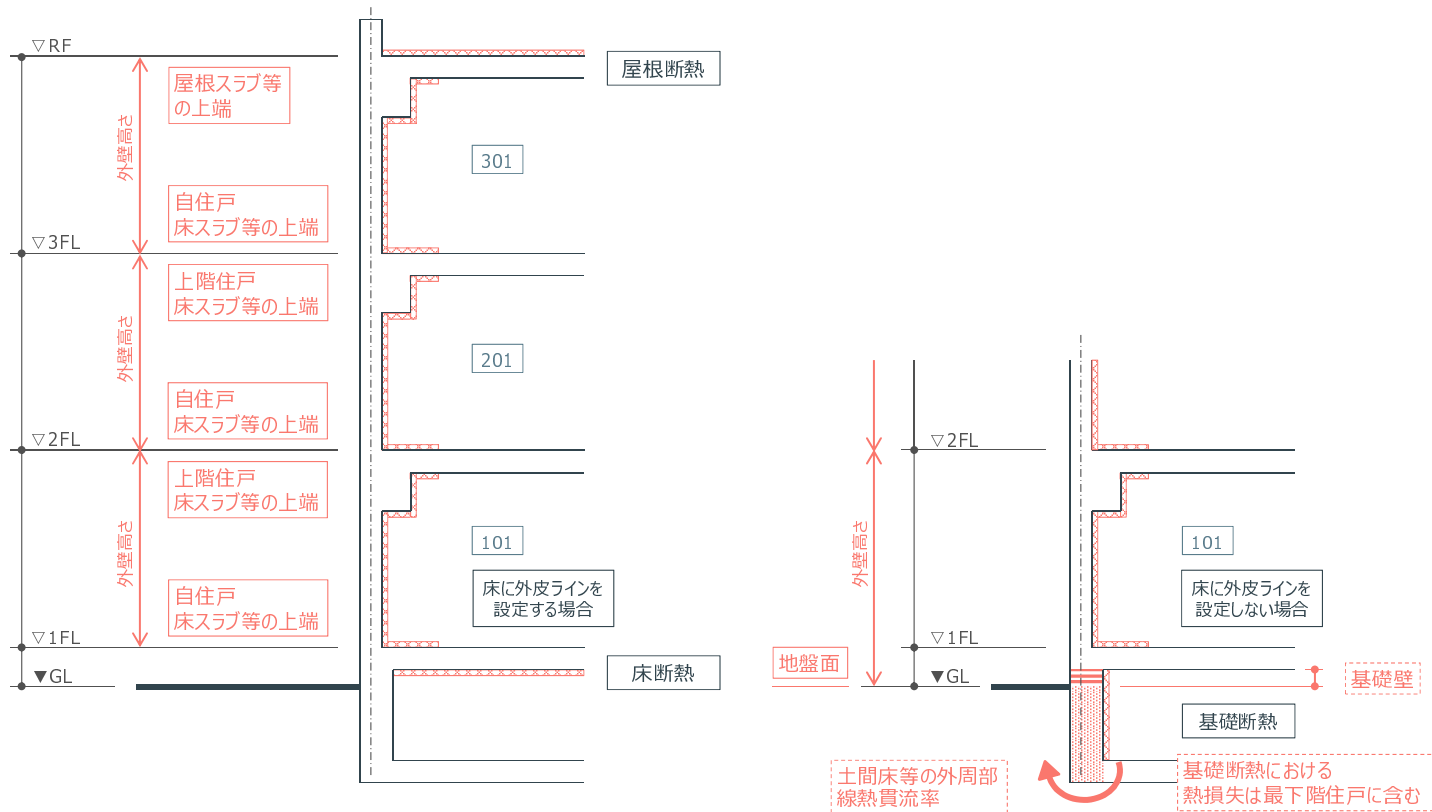 ▽RF
屋根スラブ等
の上端
外壁高さ
自住戸
床スラブ等の上端
▽3FL
上階住戸
床スラブ等の上端
外壁高さ
自住戸
床スラブ等の上端
▽2FL
上階住戸
床スラブ等の上端
外壁高さ
自住戸
床スラブ等の上端
▽1FL
▼GL
屋根断熱
301
201
101
床に外皮ラインを
設定する場合
床断熱
▽2FL
外壁高さ
101
床に外皮ラインを
設定しない場合
▽1FL
地盤面
▼GL
基礎壁
基礎断熱
土間床等の外周部
線熱貫流率
基礎断熱における
熱損失は最下階住戸に含む